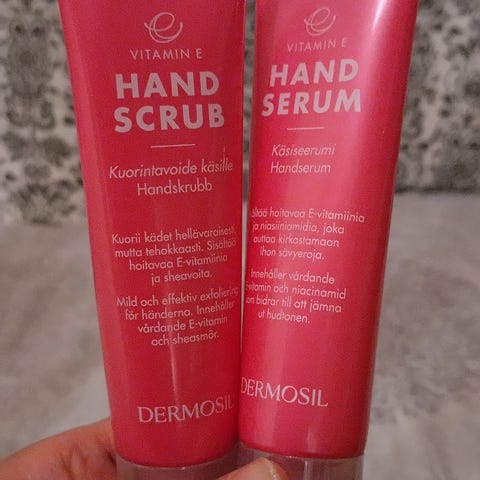 VITAMIN E
HAND
SCRUB
Kuorintavoide käsille
Handskrubb
Kuorii kädet hellävaraisesti,
mutta tehokkaasti. Sisältää
hoitavaa E-vitamiinia
ja sheavoita.
Mild och effektiv exfoliering
för händerna. Innehåller
vårdande E-vitamin
och sheasmör.
DERMOSIL
VITAMIN E
HAND
SERUM
Käsiseerumi
Handserum
hoitavaa E-vitamiinia
ja niasiiniamidia, joka
auttaa kirkastamaan
ihon sävyeroja.
Innehåller vårdande
E-vitamin och niacinamid
som bidrar till att jämna
ut hudtonen.
DERMOSIL